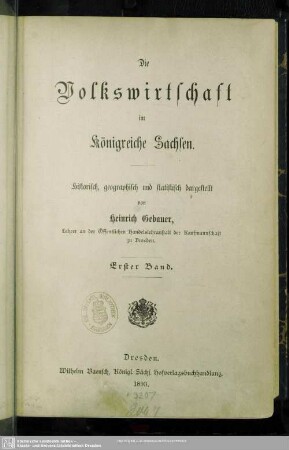 Die
Volkswirtschaft
im
Königreiche Sachsen.
Historisch, geographisch und statistisch dargestellt
von
Heinrich Gebauer,
Lehrer an der Öffentlichen Handelslehranstalt der Kaufmannschaft
zu Dresden.
Erster Band.
Dresden.
Wilhelm Baensch, Königl. Sächs. Hofverlagsbuchhandlung.